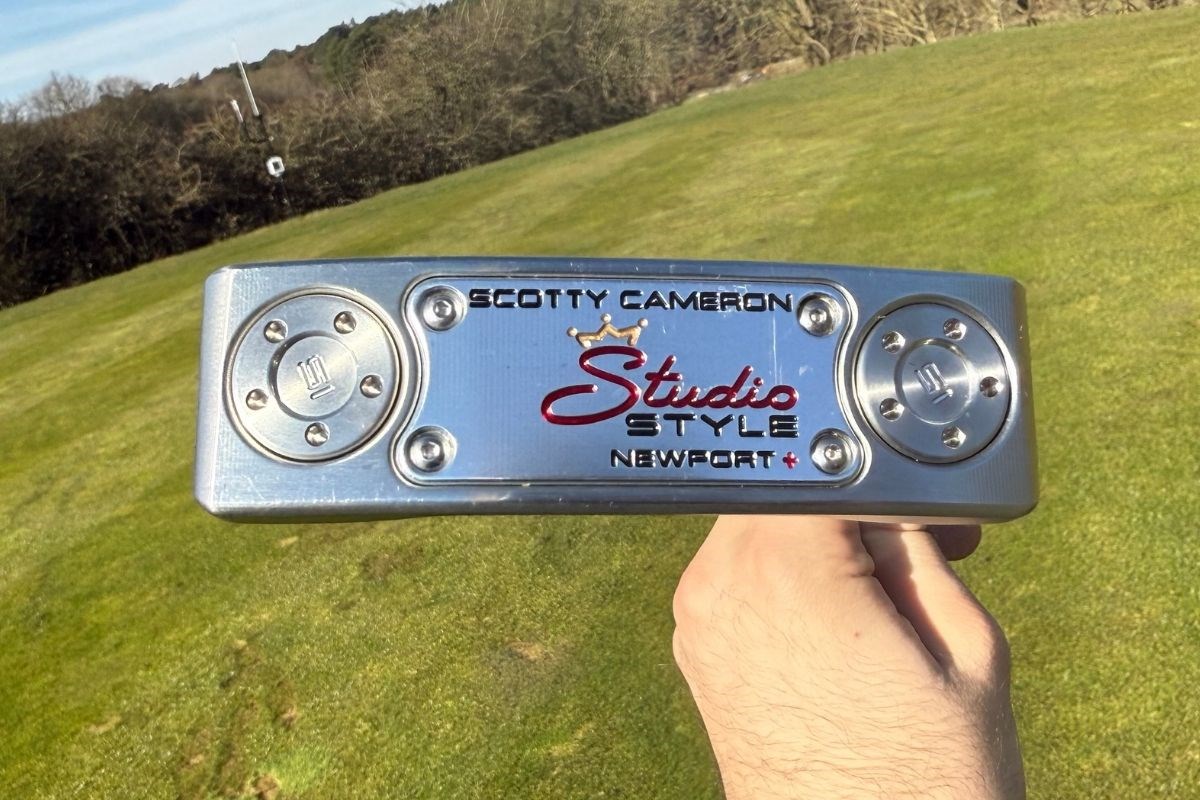 SCOTTY CAMERON
Studio
STYLE
NEWPORT +